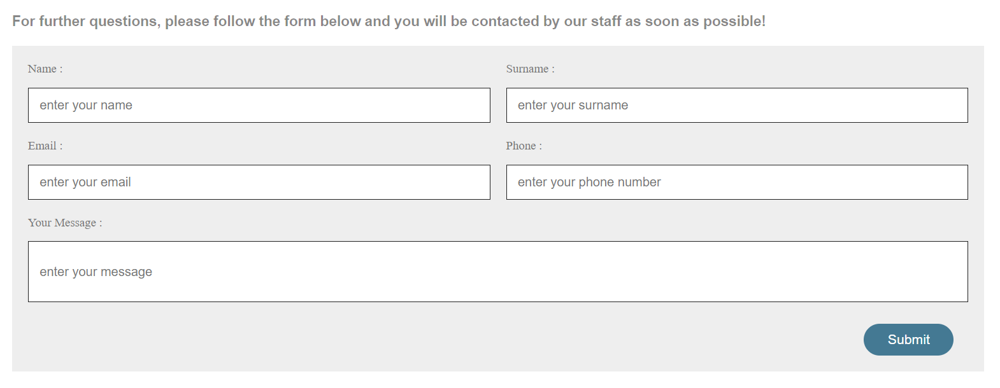 For further questions, please follow the form below and you will be contacted by our staff as soon as possible!
Name :
Surname :
enter your name
enter your surname
Email :
Phone :
enter your email
enter your phone number
Your Message :
enter your message
Submit